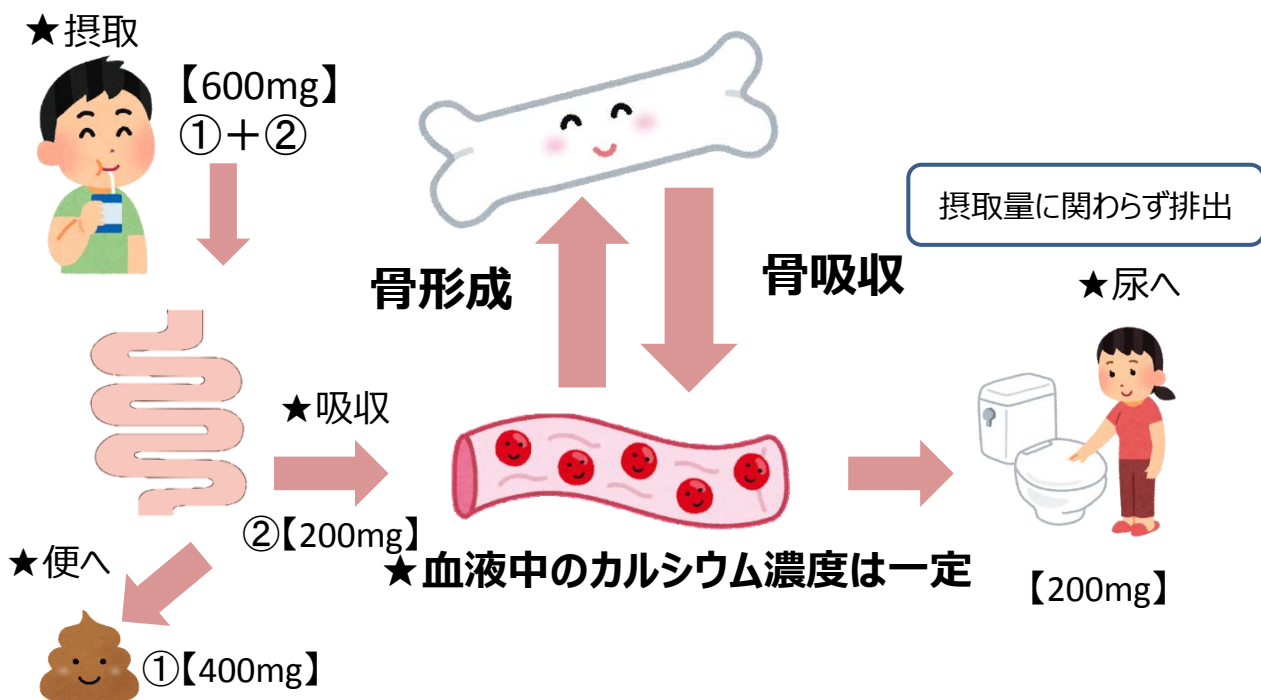 ★摂取
【600mg】
①＋②
摂取量に関わらず排出
骨形成
骨吸収
★尿へ
★吸収
②【200mg】
★血液中のカルシウム濃度は一定
【200mg】
★便へ
①【400mg】